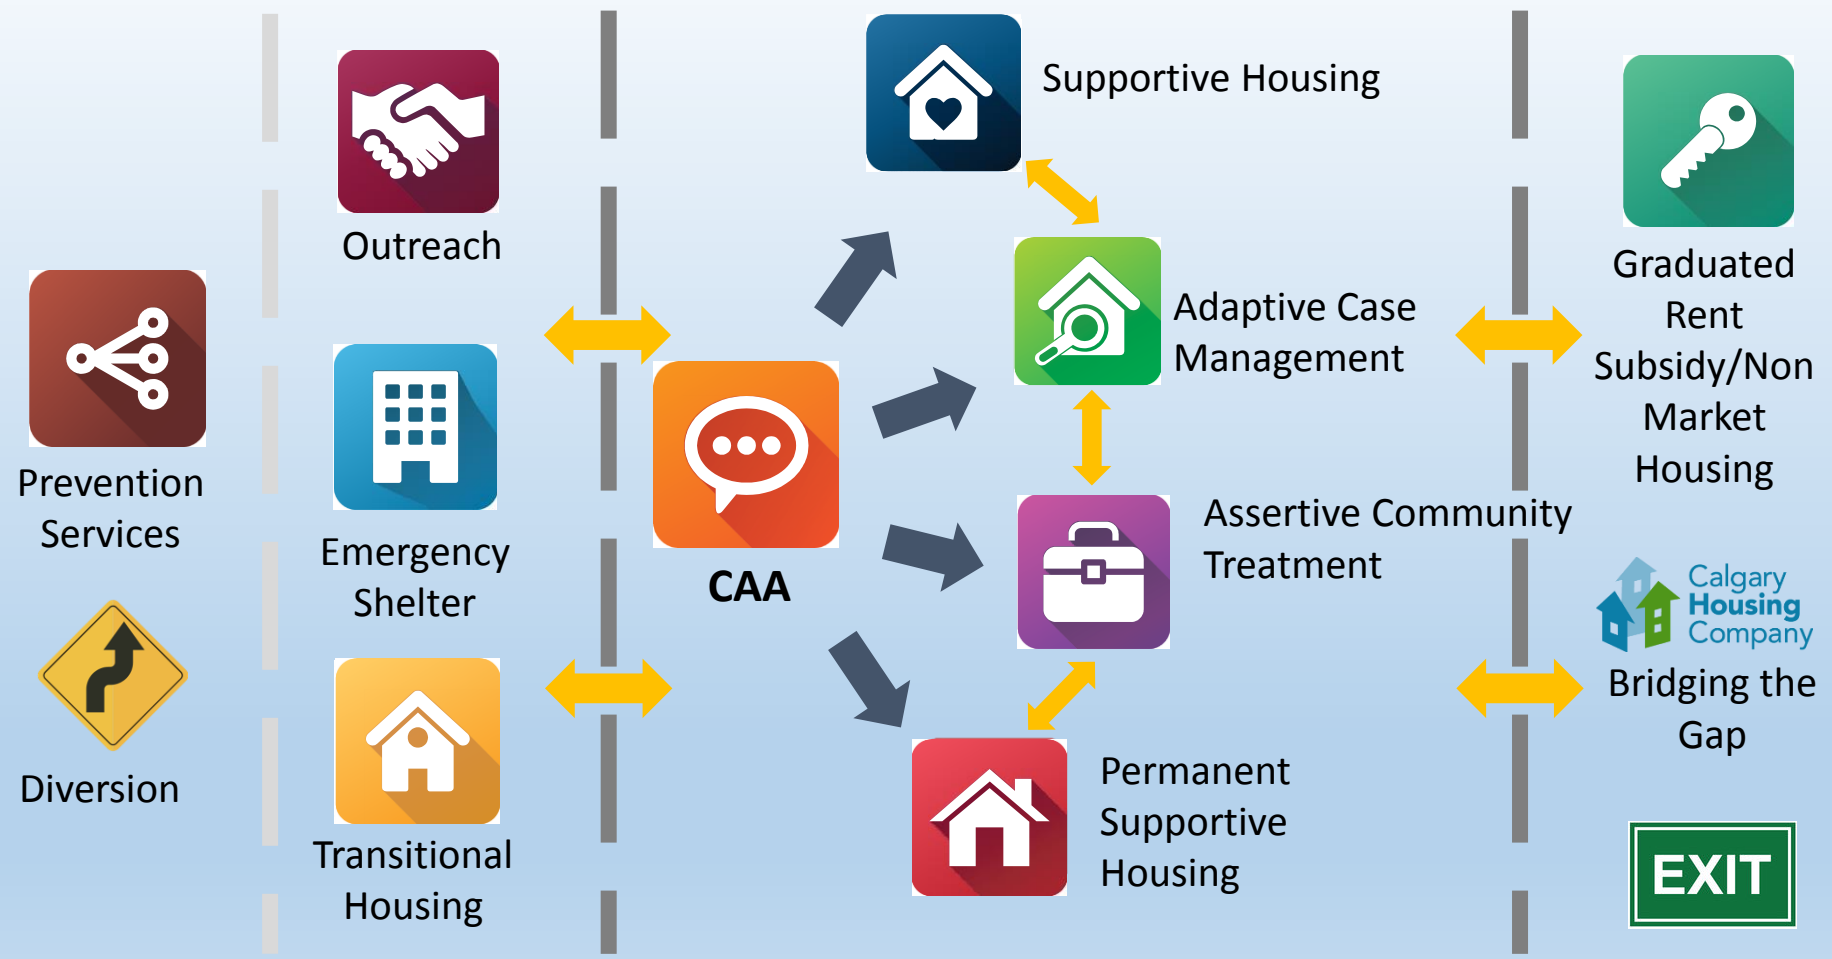 Prevention
Services
Diversion
Outreach
Emergency
Shelter
Transitional
Housing
CAA
Supportive Housing
Adaptive Case
Management
Assertive Community
Treatment
Permanent
Supportive
Housing
Graduated
Rent
Subsidy/Non
Market
Housing
Calgary
Housing
Company
Bridging the
Gap
EXIT